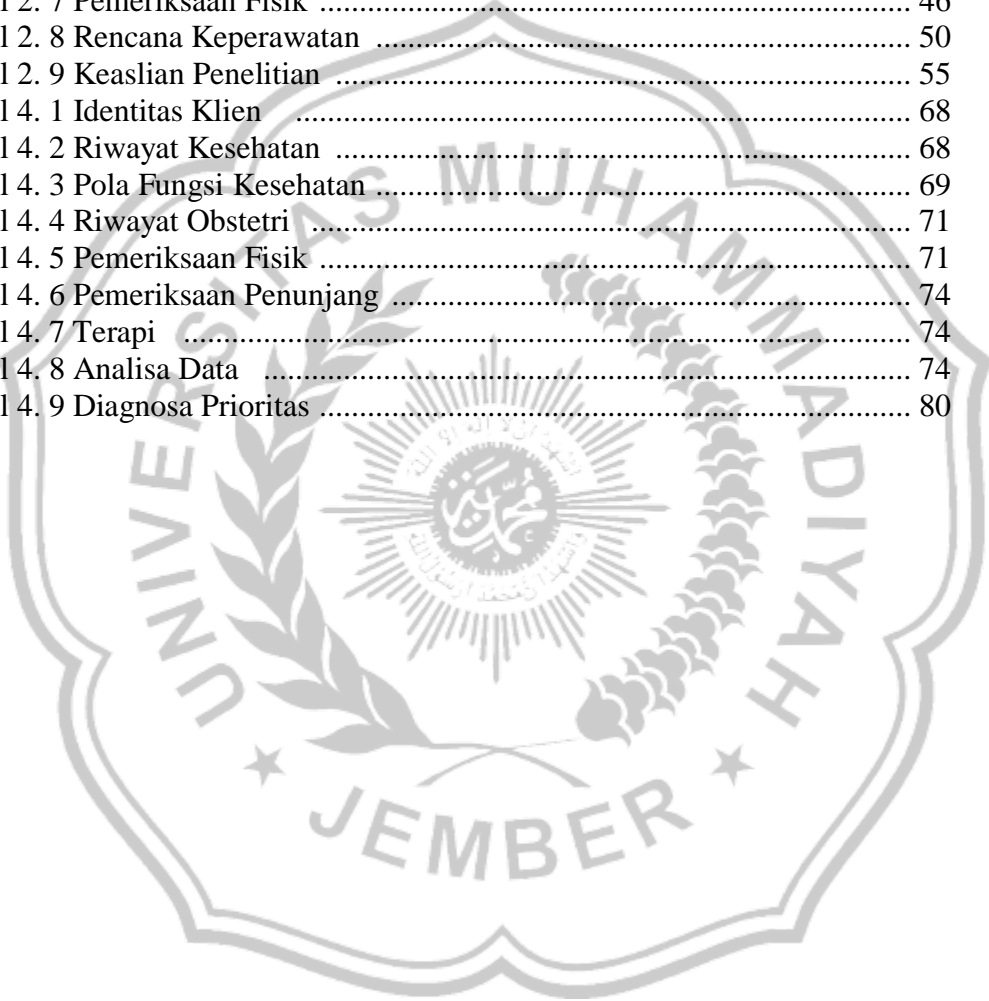 l 2. 7 Pemeriksaan Fisik ........................................................................... 46
l 2. 8 Rencana Keperawatan .................................................................... 50
l 2. 9 Keaslian Penelitian ......................................................................... 55
l 4. 1 Identitas Klien .............................................................................. 68
l 4. 2 Riwayat Kesehatan ......................................................................... 68
l 4. 3 Pola Fungsi Kesehatan .................................................................... 69
l 4. 4 Riwayat Obstetri ............................................................................ 71
l 4. 5 Pemeriksaan Fisik ........................................................................... 71
l 4. 6 Pemeriksaan Penunjang .................................................................. 74
l 4. 7 Terapi ............................................................................................ 74
l 4. 8 Analisa Data .................................................................................. 74
l 4. 9 Diagnosa Prioritas ........................................................................... 80
UNIVERSITAS MUHAMMADIYAH
JEMBER